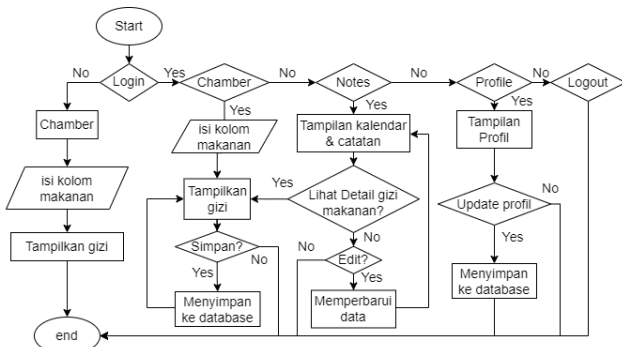 Start
No
Login
Yes
Chamber
No
Notes
No
Profile
No
Logout
Chamber
isi kolom
makanan
Tampilkan gizi
end
Yes
isi kolom
makanan
Tampilkan
gizi
Simpan?
No
Yes
Menyimpan
ke database
Yes
Tampilan kalendar
& catatan
Yes
Lihat Detail gizi
makanan?
No
No
Edit?
Yes
Memperbarui
data
Yes
Tampilan
Profil
Update profil
No
Yes
Menyimpan
ke database